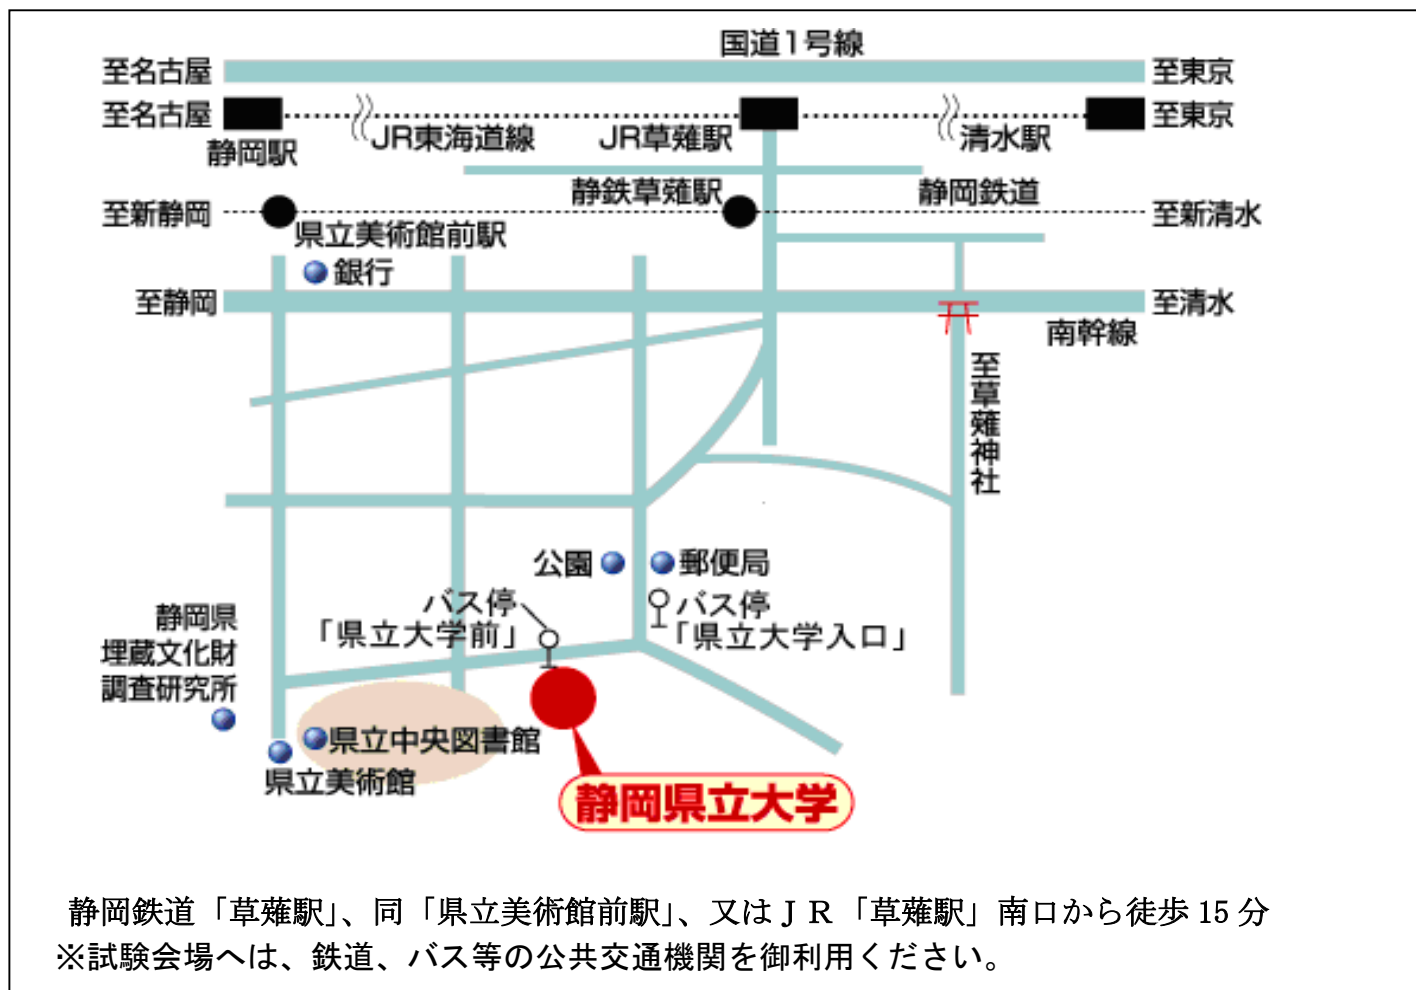 国道1号線
至名古屋
至東京
至名古屋
至東京
静岡駅
JR東海道線
JR草薙駅
清水駅
至新静岡
静鉄草薙駅
静岡鉄道
至新清水
県立美術館前駅
銀行
至静岡
至清水
南幹線
至草薙神社
公園
郵便局
バス停
「県立大学前」
バス停
「県立大学入口」
静岡県
埋蔵文化財
調査研究所
県立中央図書館
県立美術館
静岡県立大学
静岡鉄道「草薙駅」、同「県立美術館前駅」、又はＪＲ「草薙駅」南口から徒歩 15 分
※試験会場へは、鉄道、バス等の公共交通機関を御利用ください。